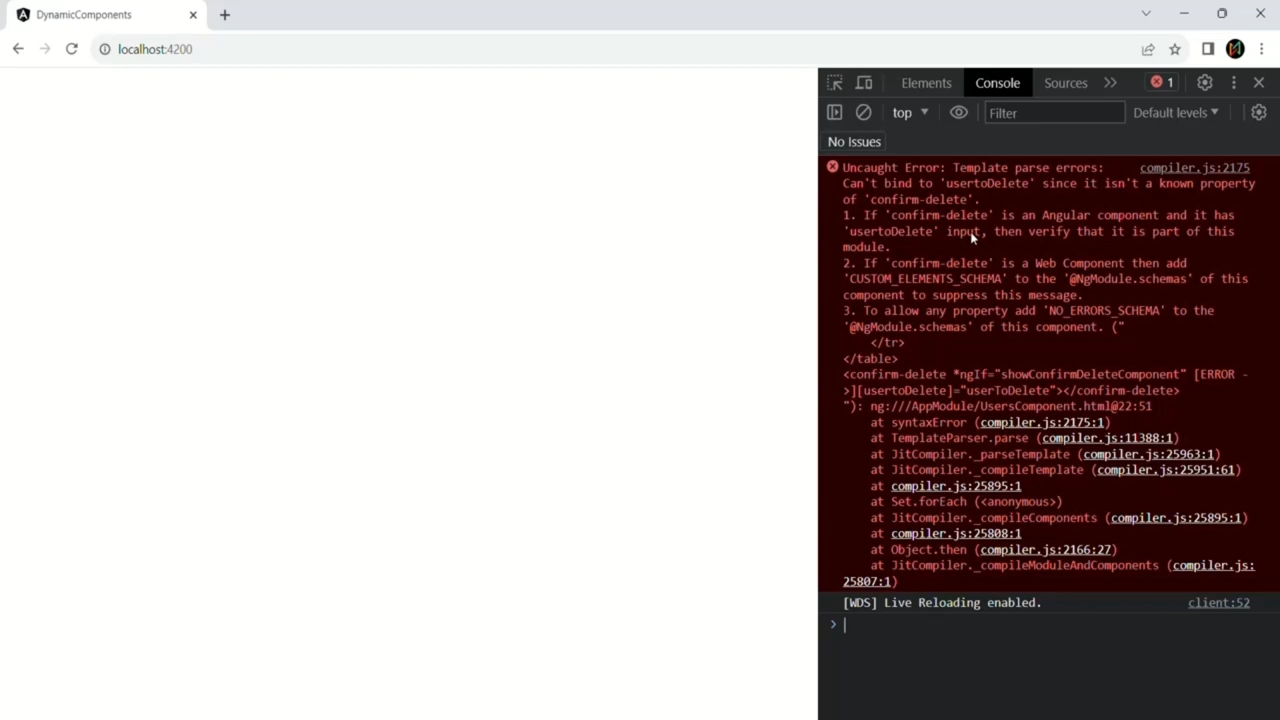 DynamicComponents
localhost:4200
Elements Console Sources 1
top Filter Default levels
No Issues
Uncaught Error: Template parse errors: compiler.js:2175
Can't bind to 'usertoDelete' since it isn't a known property
of 'confirm-delete'.
1. If 'confirm-delete' is an Angular component and it has
'usertoDelete' input, then verify that it is part of this
module.
2. If 'confirm-delete' is a Web Component then add
'CUSTOM_ELEMENTS_SCHEMA' to the '@NgModule.schemas' of this
component to suppress this message.
3. To allow any property add 'NO_ERRORS_SCHEMA' to the
'@NgModule.schemas' of this component. ("
</tr>
</table>
<confirm-delete *ngIf="showConfirmDeleteComponent" [ERROR -
>][usertoDelete]="userToDelete"></confirm-delete>
"): ng:///AppModule/UsersComponent.html@22:51
at syntaxError (compiler.js:2175:1)
at TemplateParser.parse (compiler.js:11388:1)
at JitCompiler._parseTemplate (compiler.js:25963:1)
at JitCompiler._compileTemplate (compiler.js:25951:61)
at compiler.js:25895:1
at Set.forEach (<anonymous>)
at JitCompiler._compileComponents (compiler.js:25895:1)
at compiler.js:25808:1
at Object.then (compiler.js:2166:27)
at JitCompiler._compileModuleAndComponents (compiler.js:
25807:1)
[WDS] Live Reloading enabled. client:52